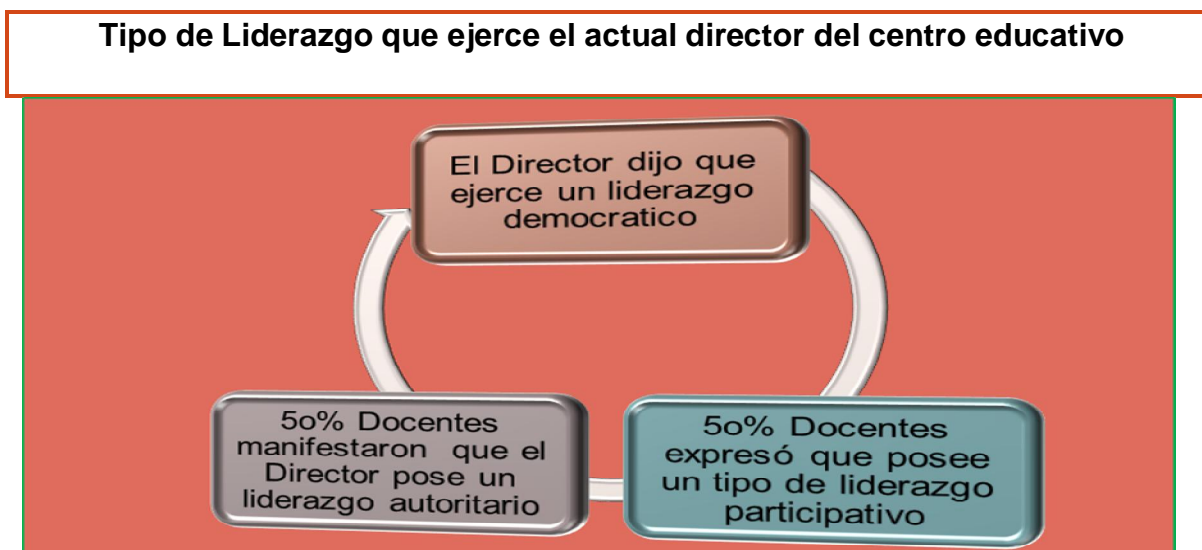 Tipo de Liderazgo que ejerce el actual director del centro educativo
El Director dijo que
ejerce un liderazgo
democratico
5o% Docentes
manifestaron que el
Director pose un
liderazgo autoritario
5o% Docentes
expresó que posee
un tipo de liderazgo
participativo